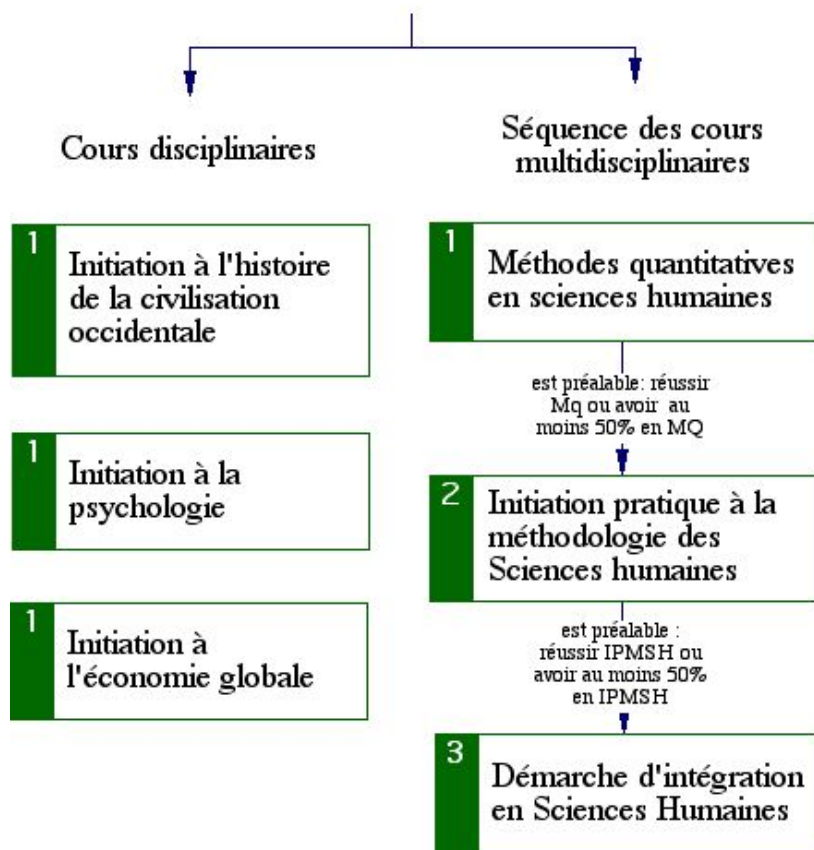 Cours disciplinaires
1
Initiation à l'histoire
de la civilisation
occidentale
1
Initiation à la
psychologie
1
Initiation à
l'économie globale
Séquence des cours
multidisciplinaires
1
Méthodes quantitatives
en sciences humaines
est préalable: réussir
Mq ou avoir au
moins 50% en MQ
2
Initiation pratique à la
méthodologie des
Sciences humaines
est préalable :
réussir IPMSH ou
avoir au moins 50%
en IPMSH
3
Démarche d'intégration
en Sciences Humaines